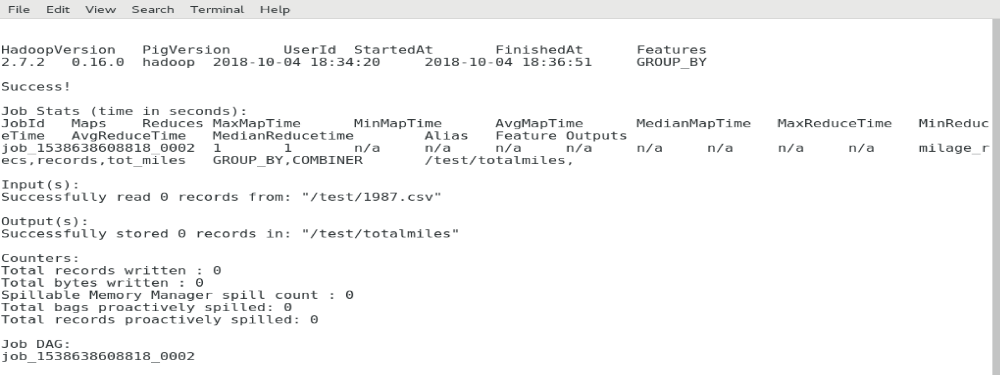 File Edit View Search Terminal Help
HadoopVersion PigVersion UserId StartedAt FinishedAt Features
2.7.2 0.16.0 hadoop 2018-10-04 18:34:20 2018-10-04 18:36:51 GROUP_BY
Success!
Job Stats (time in seconds):
JobId Maps Reduces MaxMapTime MinMapTime AvgMapTime MedianMapTime MaxReduceTime MinReduc
eTime AvgReduceTime MedianReducetime Alias Feature Outputs
job_1538638608818_0002 1 1 n/a n/a n/a n/a n/a n/a n/a n/a milage_r
ecs,records,tot_miles GROUP_BY,COMBINER /test/totalmiles,
Input(s):
Successfully read 0 records from: "/test/1987.csv"
Output(s):
Successfully stored 0 records in: "/test/totalmiles"
Counters:
Total records written : 0
Total bytes written : 0
Spillable Memory Manager spill count : 0
Total bags proactively spilled: 0
Total records proactively spilled: 0
Job DAG:
job_1538638608818_0002